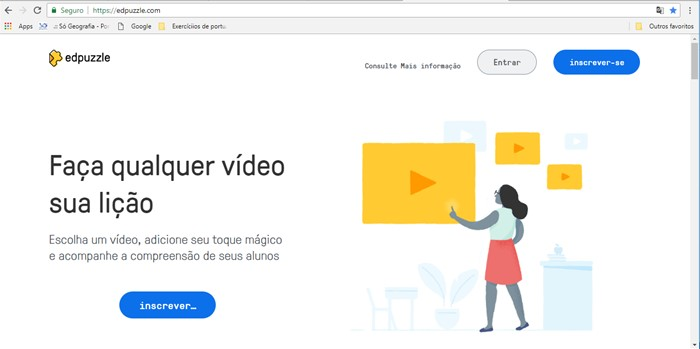 Seguro https://edpuzzle.com
Apps Só Geografia - Po Google Exercíciios de portu Outros favoritos
edpuzzle
Consulte Mais informação Entrar inscrever-se
Faça qualquer vídeo
sua lição
Escolha um vídeo, adicione seu toque mágico
e acompanhe a compreensão de seus alunos
inscrever…